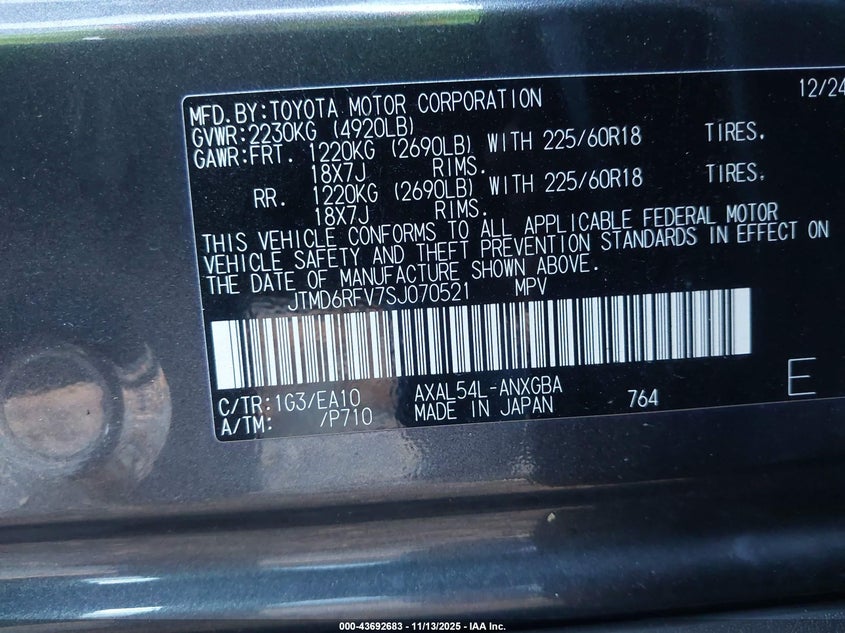 12/24
MFD.BY:TOYOTA MOTOR CORPORATION
GVWR:2230KG (4920LB)
GAWR:FRT. 1220KG (2690LB) WITH 225/60R18 TIRES.
18X7J RIMS.
RR. 1220KG (2690LB) WITH 225/60R18 TIRES.
18X7J RIMS.
THIS VEHICLE CONFORMS TO ALL APPLICABLE FEDERAL MOTOR
VEHICLE SAFETY AND THEFT PREVENTION STANDARDS IN EFFECT ON
THE DATE OF MANUFACTURE SHOWN ABOVE.
JTMD6RFV7SJ070521 MPV
C/TR:1G3/EA10 AXAL54L-ANXGBA
A/TM: /P710 MADE IN JAPAN 764 E
000-43692683 - 11/13/2025 - IAA Inc.